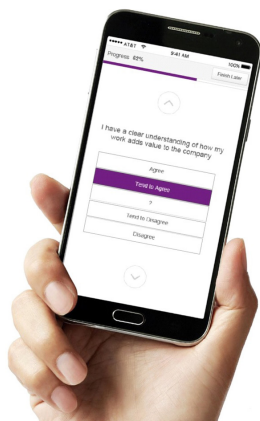 AT&T 9:41 AM 100%
Progress 63%
Finish Later
I have a clear understanding of how my
work adds value to the company
Agree
Tend to Agree
?
Tend to Disagree
Disagree